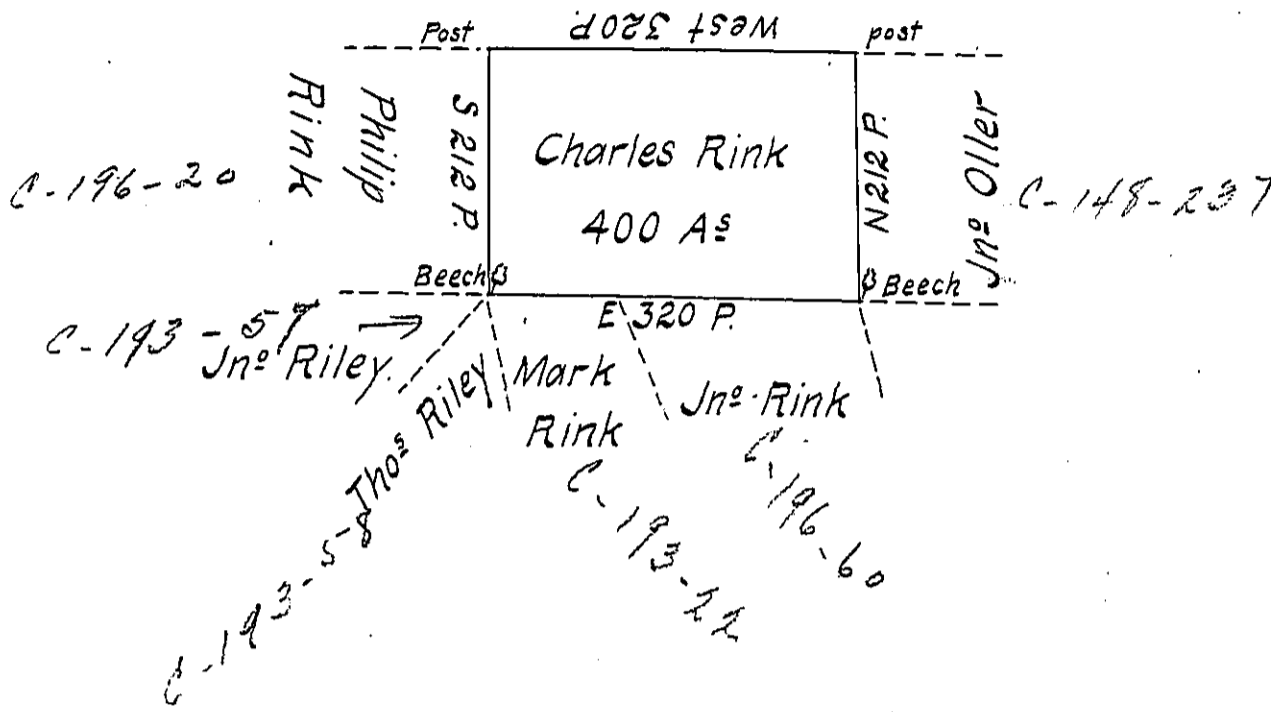 West 320P.
Post
post
Philip
Rink
S 212 P.
Charles Rink
400 Aˢ
N 212 P.
Jnº Oller
C-196-20
C-148-237
Beech
Beech
E 320 P.
C-193-57
Jnº Riley.
Thoˢ Riley
C-193-58
Mark
Rink
C-193-22
Jnº Rink
C-196-60